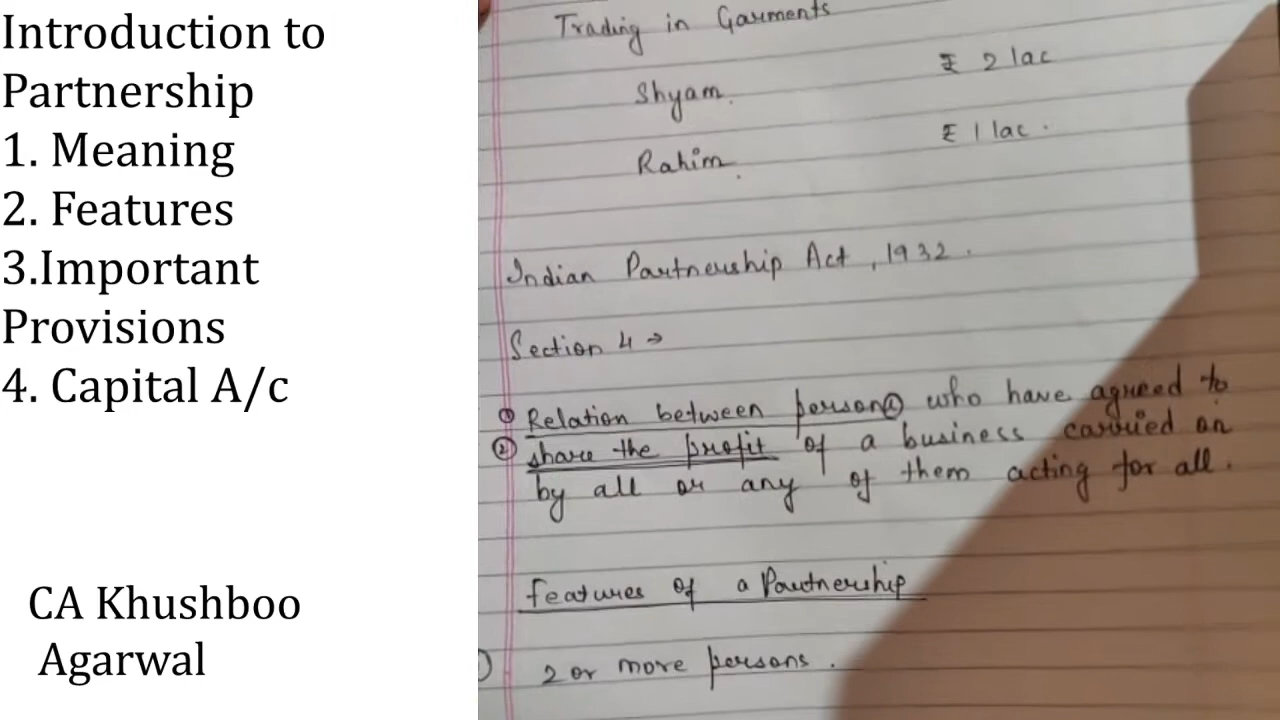 Introduction to
Partnership
1. Meaning
2. Features
3.Important
Provisions
4. Capital A/c
CA Khushboo
Agarwal
Trading in Garments
Shyam. ₹ 2 lac
Rahim. ₹ 1 lac.
Indian Partnership Act, 1932.
Section 4 →
① Relation between person① who have agreed to
② share the profit of a business carried on
by all or any of them acting for all.
features of a Partnership
2 or more persons.